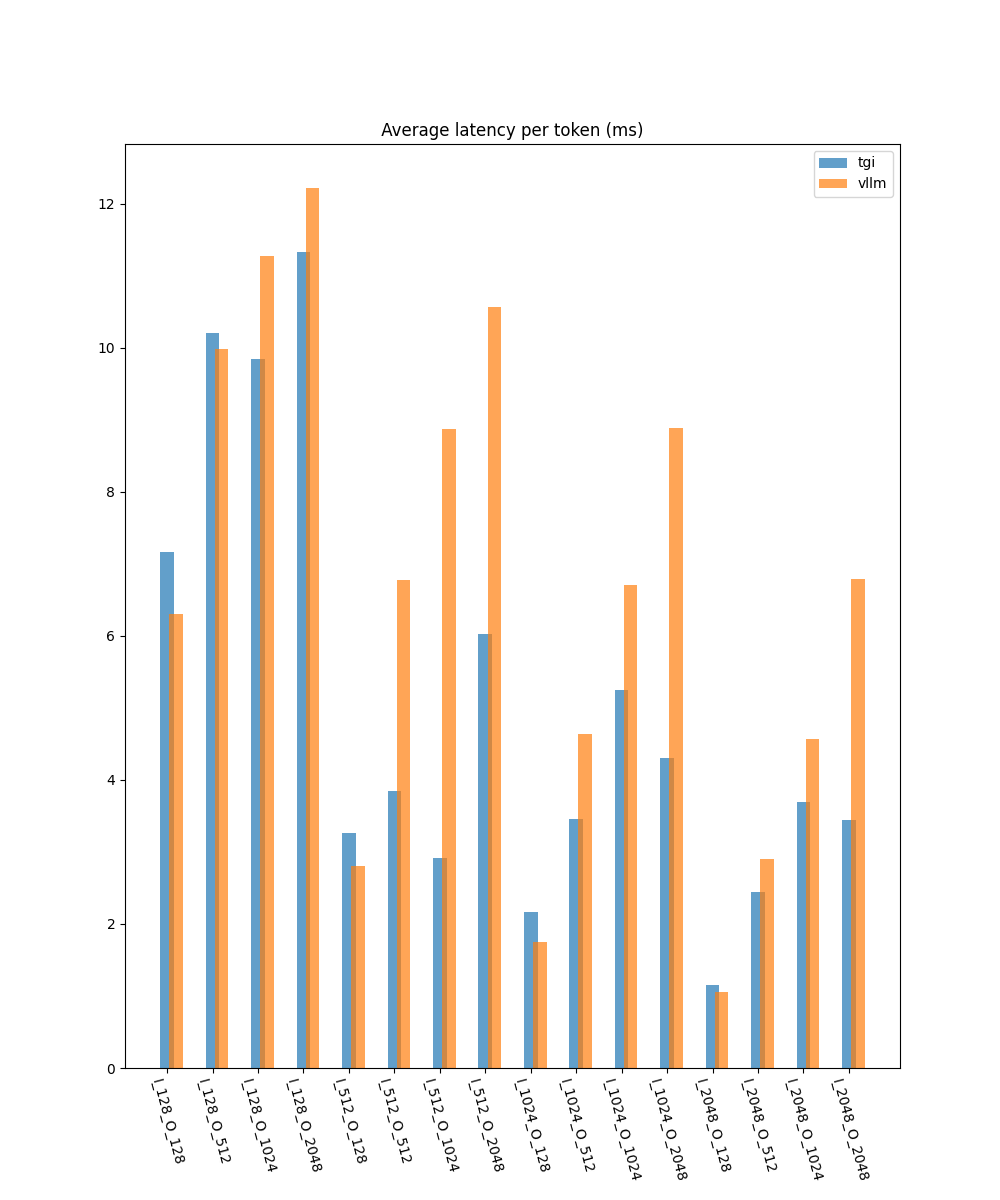 Average latency per token (ms)
tgi
vllm
12
10
8
6
4
2
0
I_128_O_128
I_128_O_512
I_128_O_1024
I_128_O_2048
I_512_O_128
I_512_O_512
I_512_O_1024
I_512_O_2048
I_1024_O_128
I_1024_O_512
I_1024_O_1024
I_1024_O_2048
I_2048_O_128
I_2048_O_512
I_2048_O_1024
I_2048_O_2048